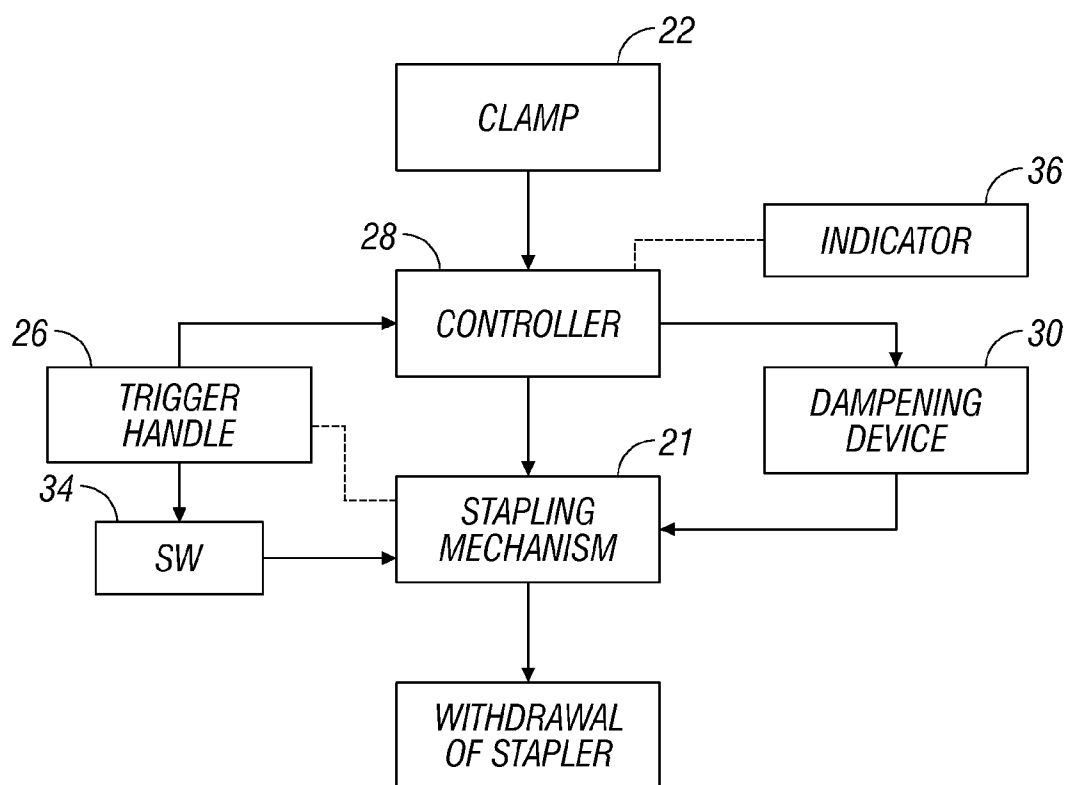 22
CLAMP
36
INDICATOR
28
CONTROLLER
26
TRIGGER
HANDLE
30
DAMPENING
DEVICE
21
STAPLING
MECHANISM
34
SW
WITHDRAWAL
OF STAPLER